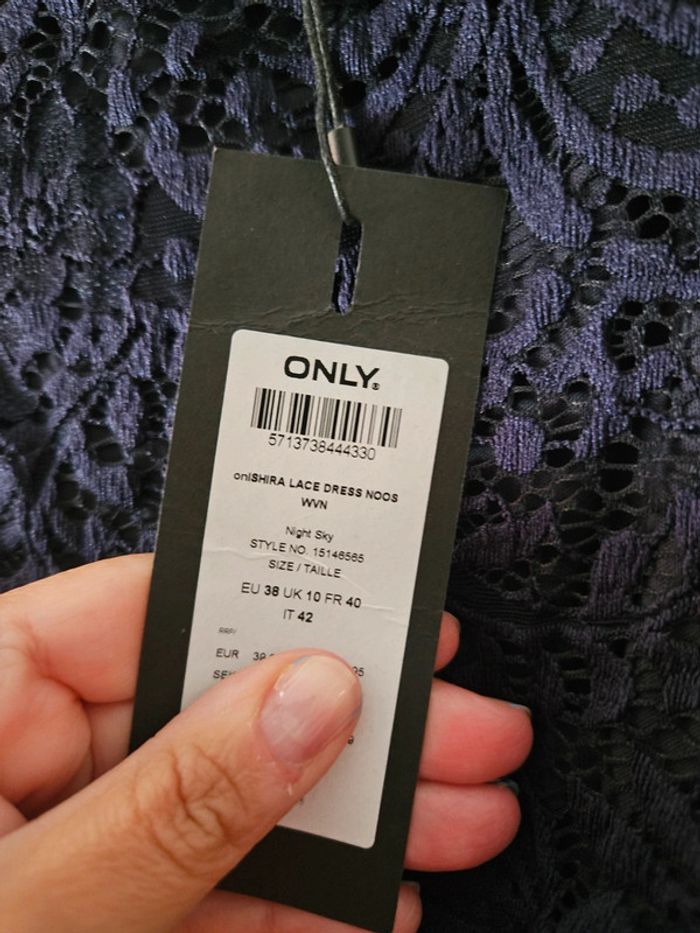 ONLY®
5713738444330
onlSHIRA LACE DRESS NOOS
WVN
Night Sky
STYLE NO. 15146565
SIZE / TAILLE
EU 38 UK 10 FR 40
IT 42
RRP/
EUR